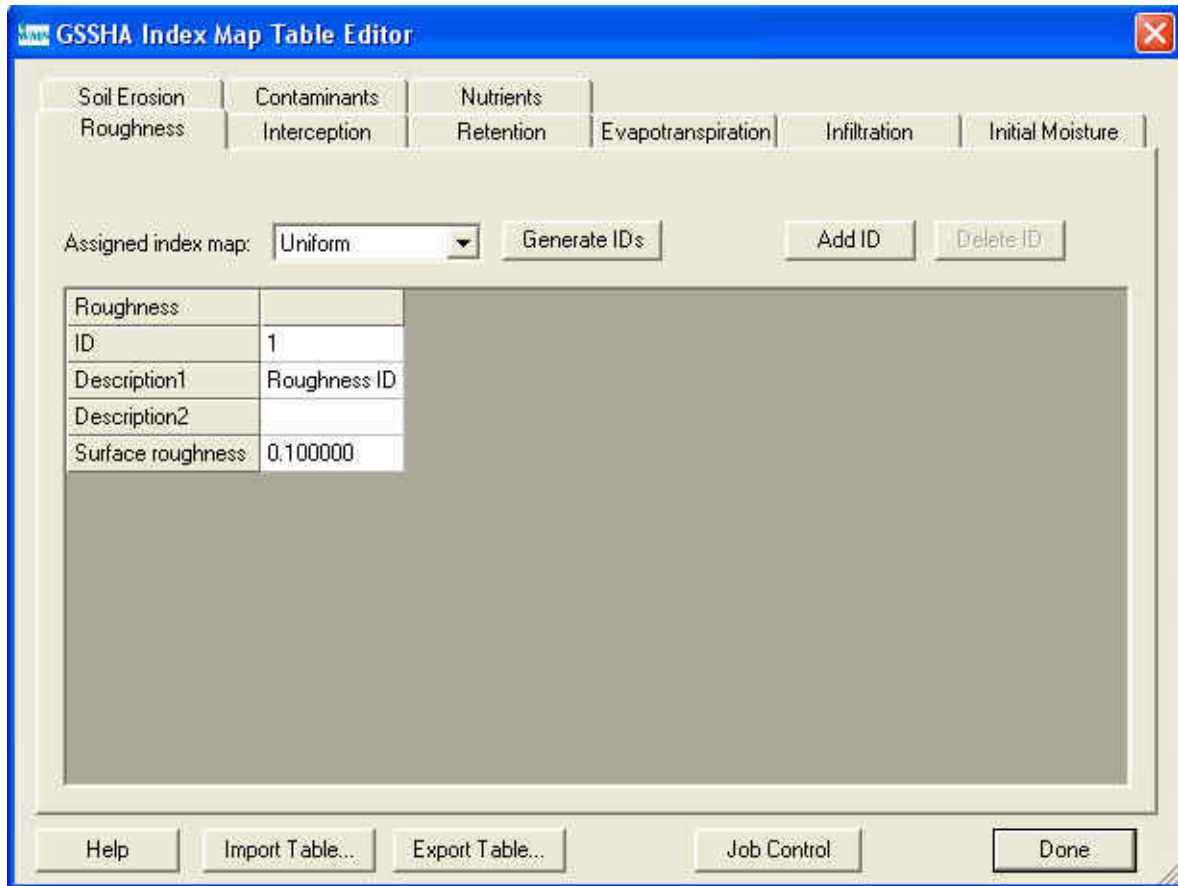 GSSHA Index Map Table Editor
Soil Erosion Contaminants Nutrients
Roughness Interception Retention Evapotranspiration Infiltration Initial Moisture
Assigned index map: Uniform Generate IDs Add ID Delete ID
Roughness
ID 1
Description1 Roughness ID
Description2
Surface roughness 0.100000
Help Import Table... Export Table... Job Control Done